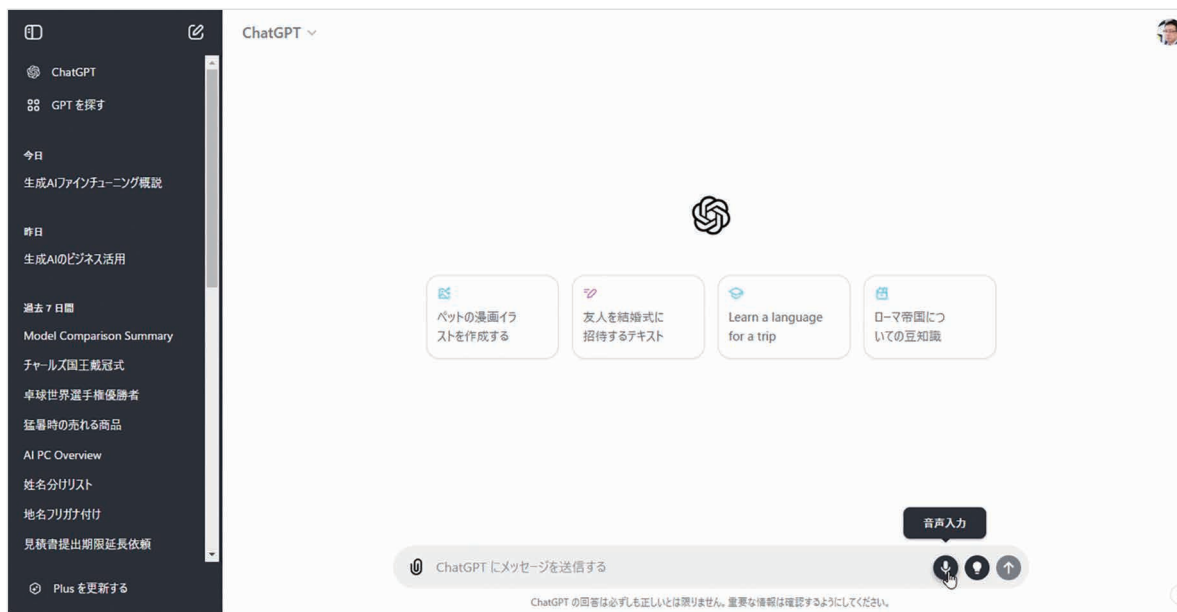 ChatGPT
GPT を探す
今日
生成AIファインチューニング概説
昨日
生成AIのビジネス活用
過去 7 日間
Model Comparison Summary
チャールズ国王戴冠式
卓球世界選手権優勝者
猛暑時の売れる商品
AI PC Overview
姓名分けリスト
地名フリガナ付け
見積書提出期限延長依頼
Plus を更新する
ChatGPT
ペットの漫画イラ
ストを作成する
友人を結婚式に
招待するテキスト
Learn a language
for a trip
ローマ帝国につ
いての豆知識
音声入力
ChatGPT にメッセージを送信する
ChatGPT の回答は必ずしも正しいとは限りません。重要な情報は確認するようにしてください。